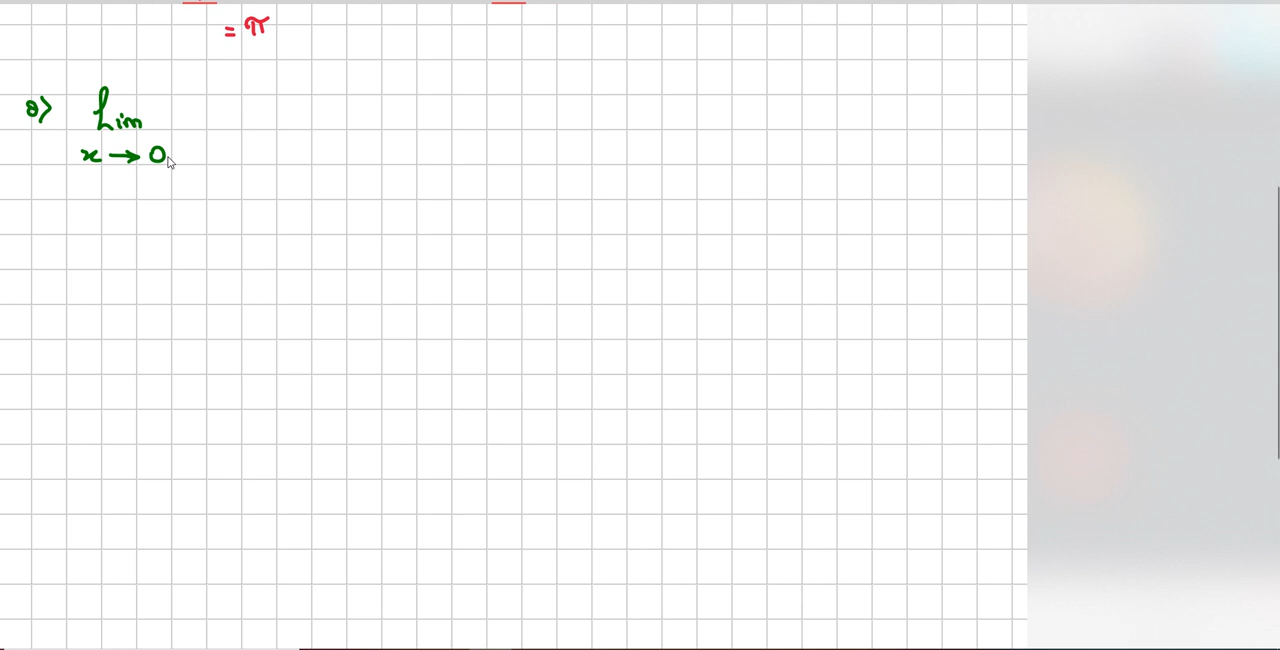 = π
8) Lim
x → 0